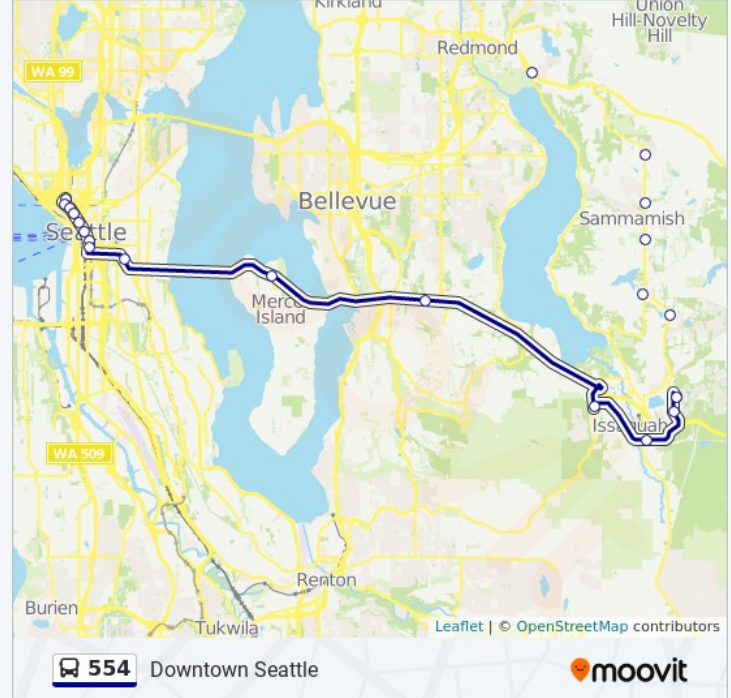 Kirkland
Union
Hill-Novelty
Hill
Redmond
WA 99
Bellevue
Sammamish
Seattle
Merce
Island
Issaquah
WA 509
Renton
Burien
Tukwila
Leaflet | © OpenStreetMap contributors
554 Downtown Seattle
moovit